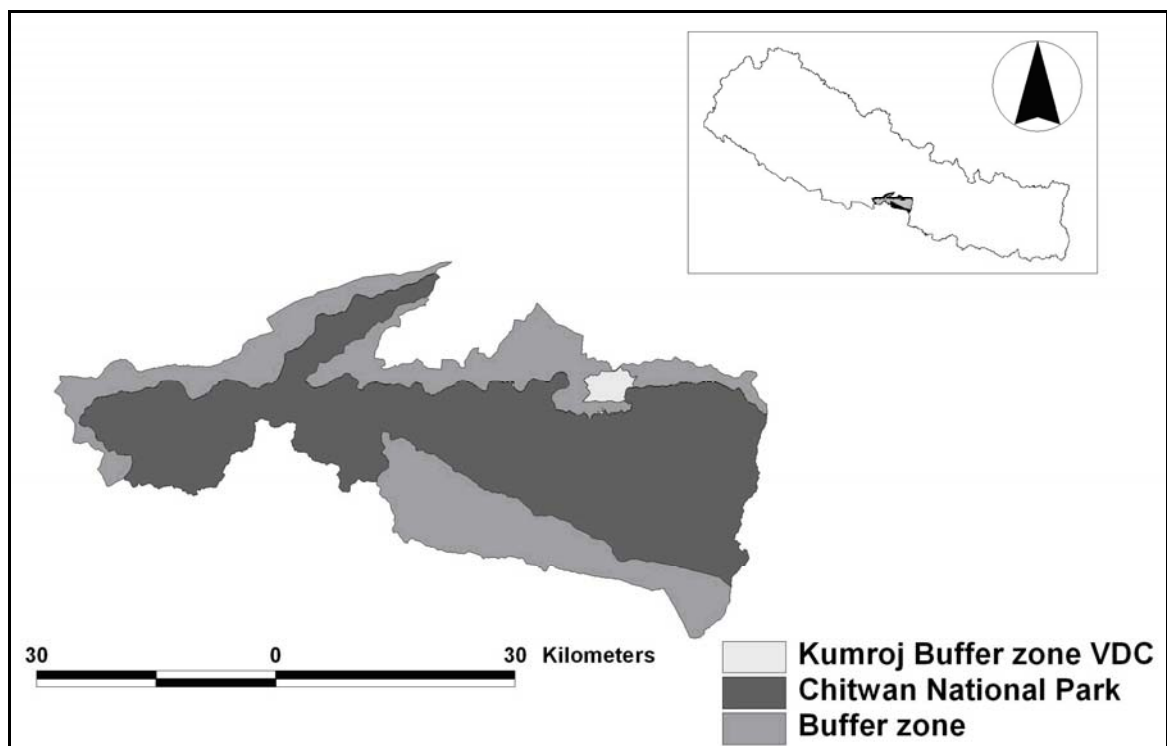 30 0 30 Kilometers
Kumroj Buffer zone VDC
Chitwan National Park
Buffer zone